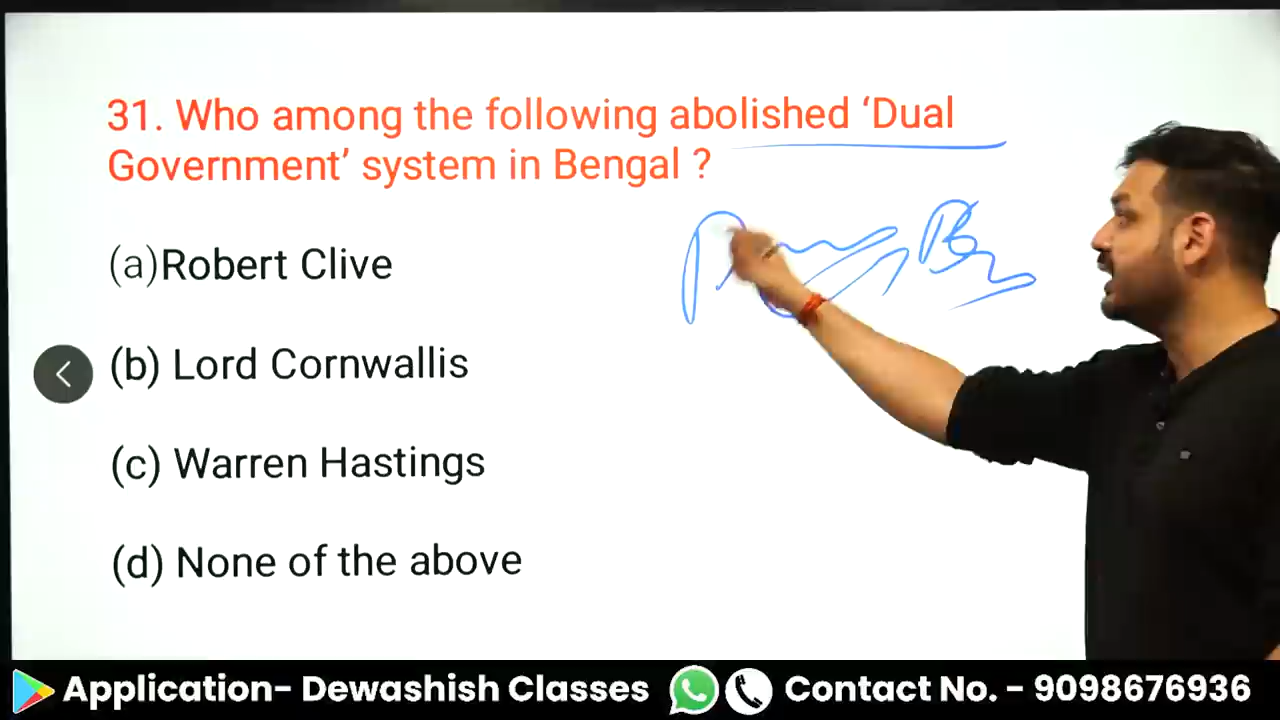 31. Who among the following abolished ‘Dual
Government’ system in Bengal ?
(a)Robert Clive
(b) Lord Cornwallis
(c) Warren Hastings
(d) None of the above
Application- Dewashish Classes
Contact No. - 9098676936